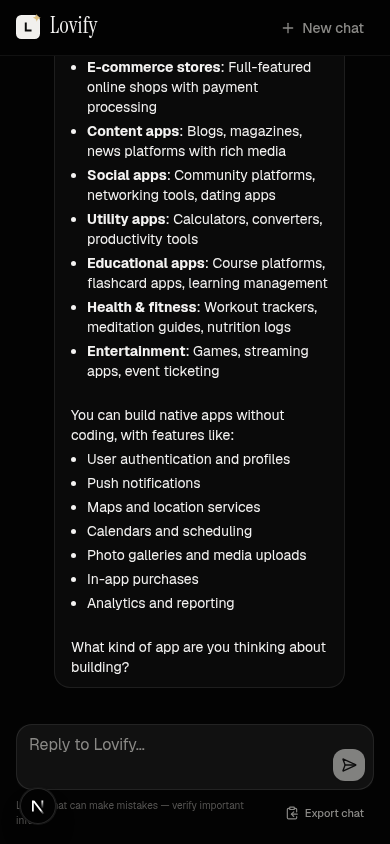 L Lovify
New chat
E-commerce stores: Full-featured
online shops with payment
processing
Content apps: Blogs, magazines,
news platforms with rich media
Social apps: Community platforms,
networking tools, dating apps
Utility apps: Calculators, converters,
productivity tools
Educational apps: Course platforms,
flashcard apps, learning management
Health & fitness: Workout trackers,
meditation guides, nutrition logs
Entertainment: Games, streaming
apps, event ticketing
You can build native apps without
coding, with features like:
User authentication and profiles
Push notifications
Maps and location services
Calendars and scheduling
Photo galleries and media uploads
In-app purchases
Analytics and reporting
What kind of app are you thinking about
building?
Reply to Lovify...
can make mistakes — verify important
N
Export chat